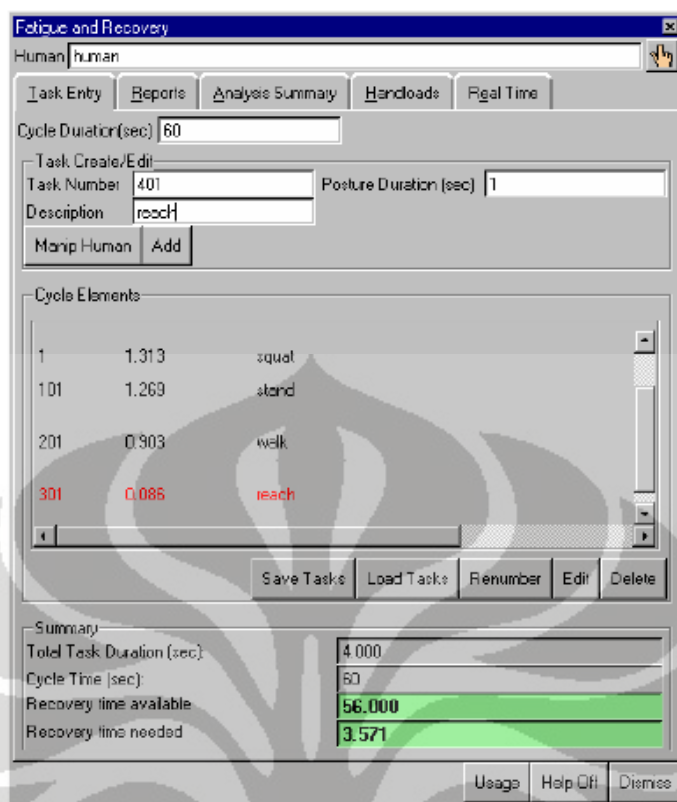 Fatigue and Recovery
Human human
Task Entry Reports Analysis Summary Handloads Real Time
Cycle Duration(sec) 60
Task Create/Edit
Task Number 401 Posture Duration (sec) 1
Description reach
Manip Human Add
Cycle Elements
1 1.313 squat
101 1.269 stand
201 0.903 walk
301 0.086 reach
Save Tasks Load Tasks Renumber Edit Delete
Summary
Total Task Duration (sec): 4.000
Cycle Time (sec): 60
Recovery time available 56.000
Recovery time needed 3.571
Usage Help Off! Dismiss